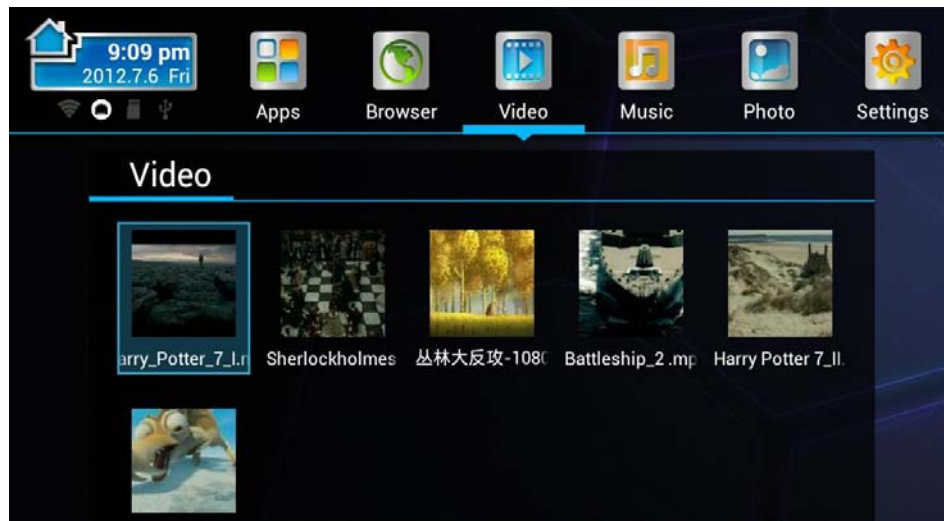 9:09 pm
2012.7.6 Fri
Apps
Browser
Video
Music
Photo
Settings
Video
arry_Potter_7_I.
Sherlockholmes
丛林大反攻-108
Battleship_2 .mp
Harry Potter 7_II.